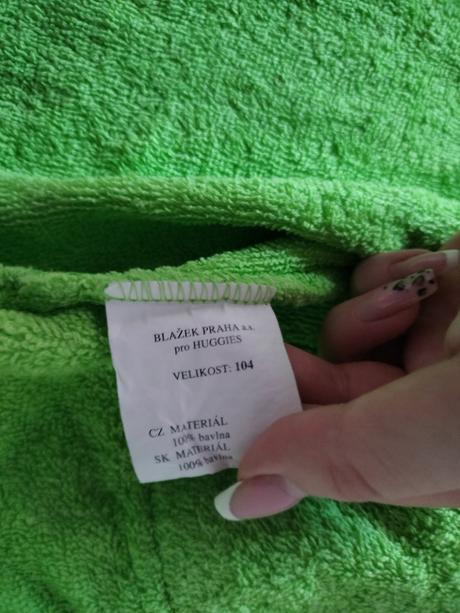 BLAŽEK PRAHA a.s.
pro HUGGIES
VELIKOST: 104
CZ MATERIÁL
100% bavlna
SK MATERIÁL
100% bavlna